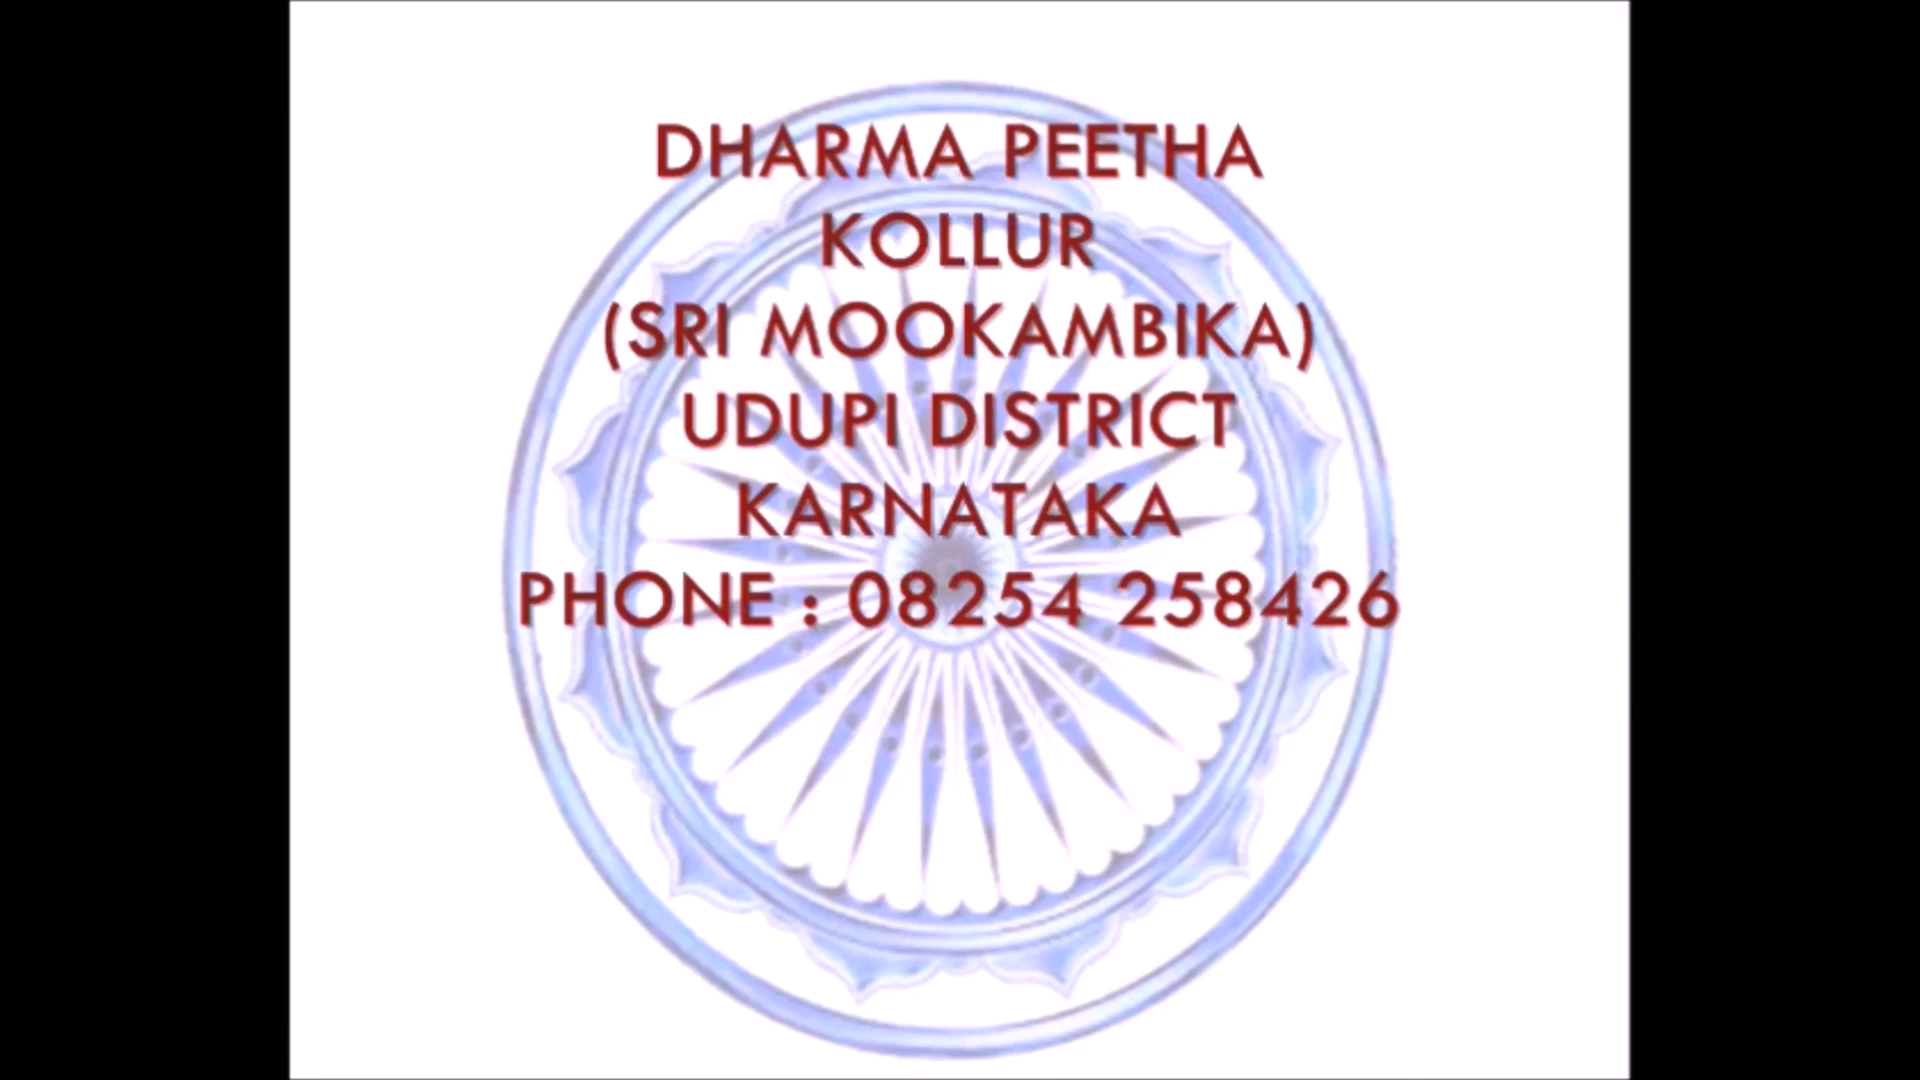 DHARMA PEETHA
KOLLUR
(SRI MOOKAMBIKA)
UDUPI DISTRICT
KARNATAKA
PHONE : 08254 258426